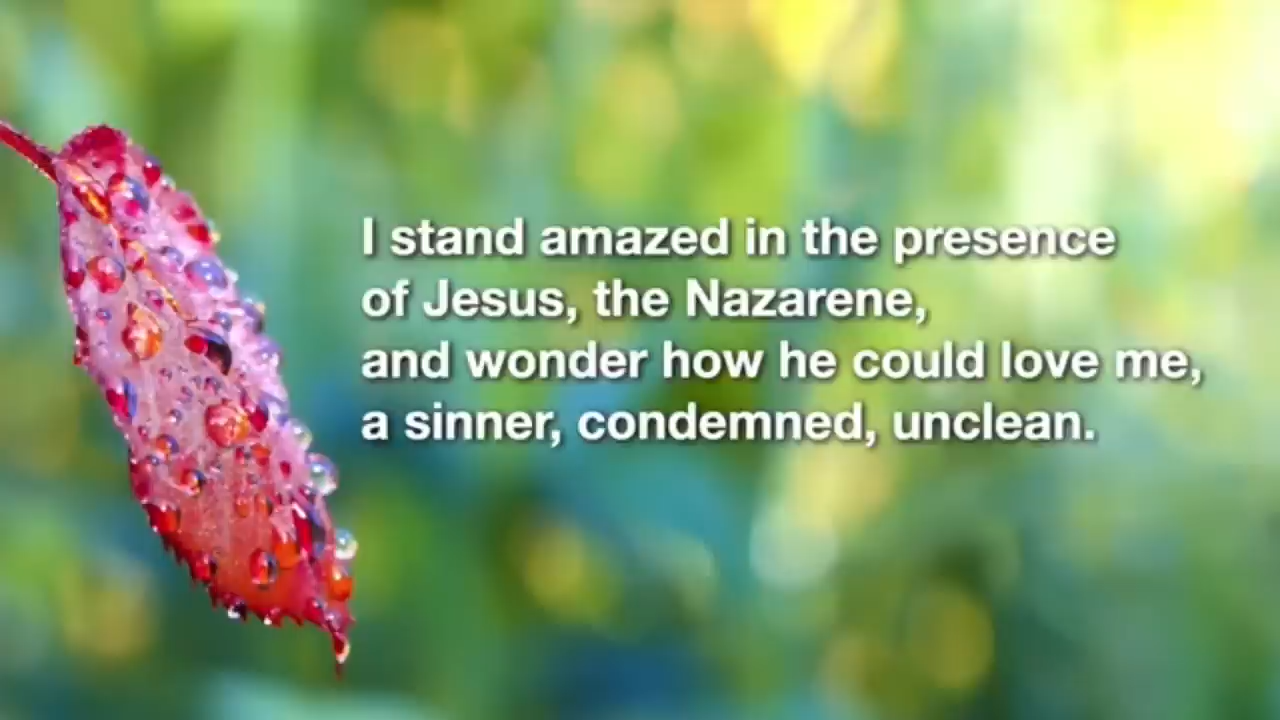 I stand amazed in the presence
of Jesus, the Nazarene,
and wonder how he could love me,
a sinner, condemned, unclean.